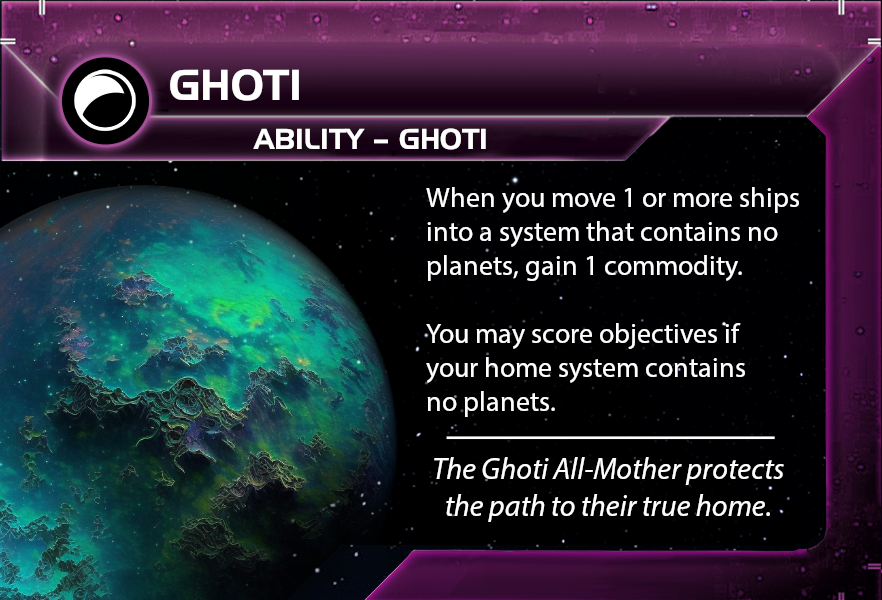 GHOTI
ABILITY – GHOTI
When you move 1 or more ships
into a system that contains no
planets, gain 1 commodity.
You may score objectives if
your home system contains
no planets.
The Ghoti All-Mother protects
the path to their true home.